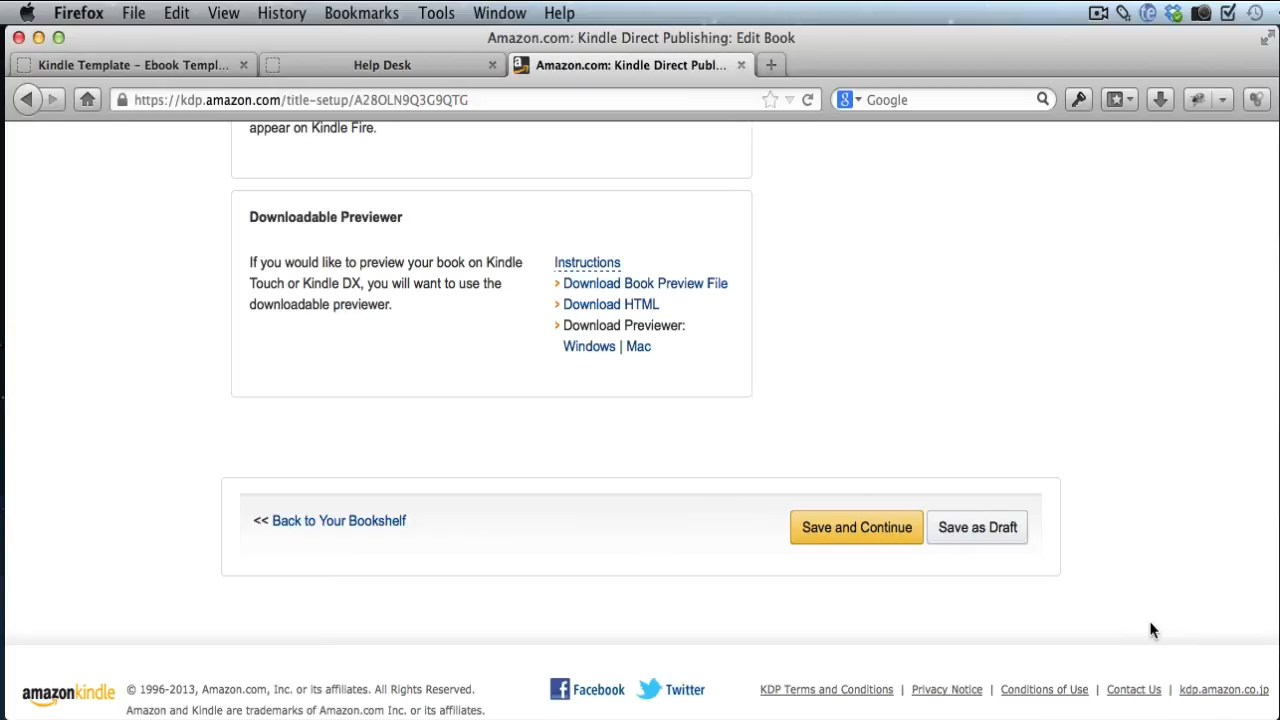 Firefox File Edit View History Bookmarks Tools Window Help
Amazon.com: Kindle Direct Publishing: Edit Book
Kindle Template – Ebook Templ... Help Desk Amazon.com: Kindle Direct Publ...
https://kdp.amazon.com/title-setup/A28OLN9Q3G9QTG Google
appear on Kindle Fire.
Downloadable Previewer
If you would like to preview your book on Kindle
Touch or Kindle DX, you will want to use the
downloadable previewer.
Instructions
› Download Book Preview File
› Download HTML
› Download Previewer:
Windows | Mac
<< Back to Your Bookshelf Save and Continue Save as Draft
amazonkindle © 1996-2013, Amazon.com, Inc. or its affiliates. All Rights Reserved.
Amazon and Kindle are trademarks of Amazon.com Inc. or its affiliates.
Facebook Twitter
KDP Terms and Conditions | Privacy Notice | Conditions of Use | Contact Us | kdp.amazon.co.jp